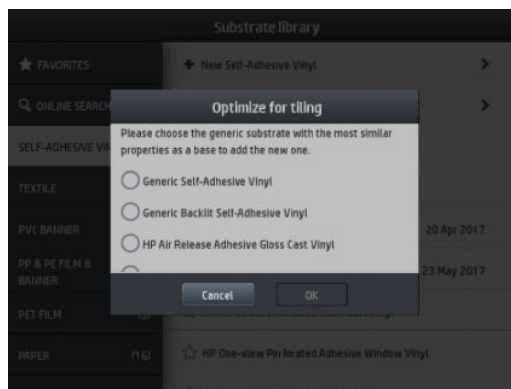 Substrate library
FAVORITES
New Self-Adhesive Vinyl
ONLINE SEARCH
Optimize for tiling
Please choose the generic substrate with the most similar
properties as a base to add the new one.
SELF-ADHESIVE VIN
Generic Self-Adhesive Vinyl
TEXTILE
Generic Backlit Self-Adhesive Vinyl
PVC BANNER
20 Apr 2017
HP Air Release Adhesive Gloss Cast Vinyl
PP & PE FILM &
BANNER
23 May 2017
Cancel
OK
PET FILM
PAPER
(16)
HP One-view Perforated Adhesive Window Vinyl